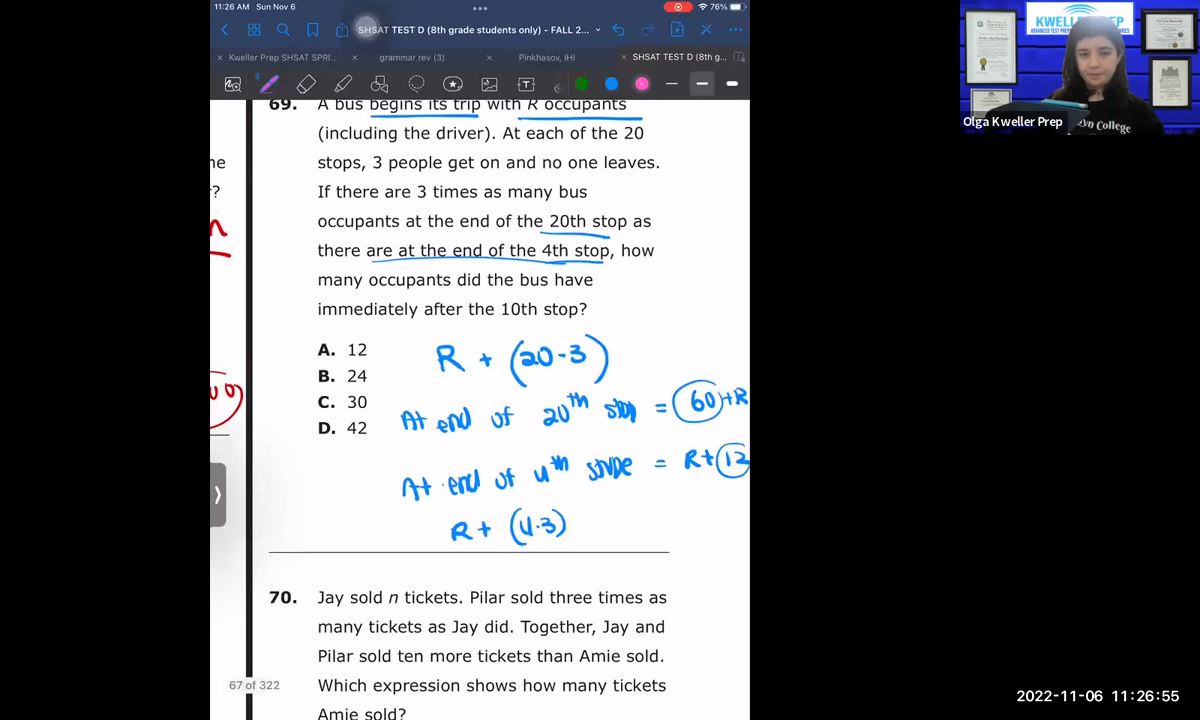 11:26 AM Sun Nov 6
76%
SHSAT TEST D (8th grade students only) - FALL 2...
Kweller Prep SHSAT SPRI...
grammar rev (3)
Pinkhasov, IHI
SHSAT TEST D (8th g...
69. A bus begins its trip with R occupants
(including the driver). At each of the 20
stops, 3 people get on and no one leaves.
If there are 3 times as many bus
occupants at the end of the 20th stop as
there are at the end of the 4th stop, how
many occupants did the bus have
immediately after the 10th stop?
A. 12
B. 24
C. 30
D. 42
R + (20·3)
At end of 20th stop = 60+R
At end of 4th stope = R+12
R + (4·3)
70. Jay sold n tickets. Pilar sold three times as
many tickets as Jay did. Together, Jay and
Pilar sold ten more tickets than Amie sold.
Which expression shows how many tickets
Amie sold?
67 of 322
he
?
n
KWELLER PREP
Olga Kweller Prep
lyn College
2022-11-06 11:26:55